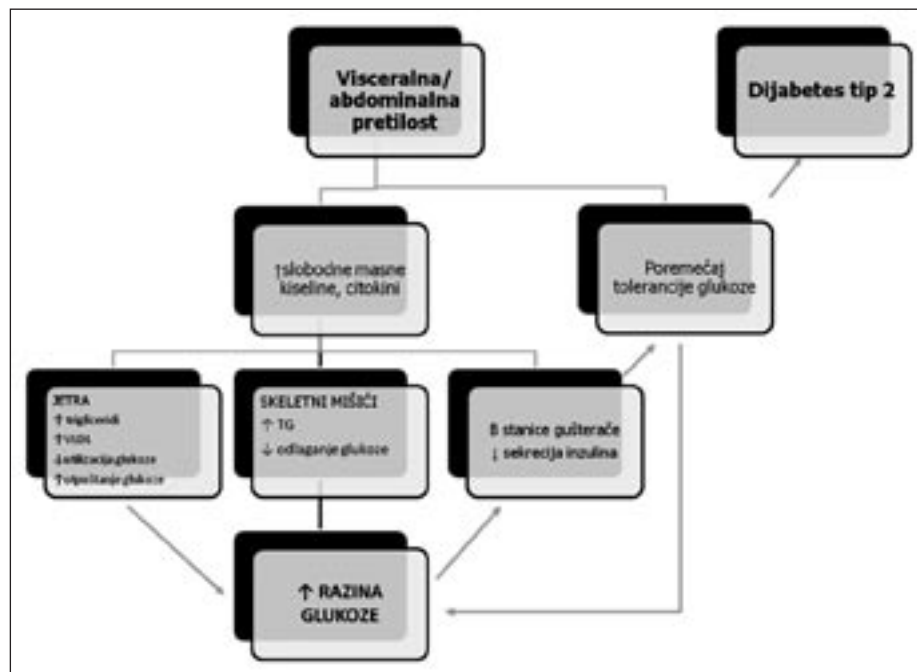 Visceralna/
abdominalna
pretilost
Dijabetes tip 2
↑slobodne masne
kiseline, citokini
Poremećaj
tolerancije glukoze
JETRA
↑ trigliceridi
↑ VLDL
↓ utilizacija glukoze
↑ otpuštanje glukoze
SKELETNI MIŠIĆI
↑ TG
↓ odlaganje glukoze
B stanice gušterače
↓ sekrecija inzulina
↑ RAZINA
GLUKOZE